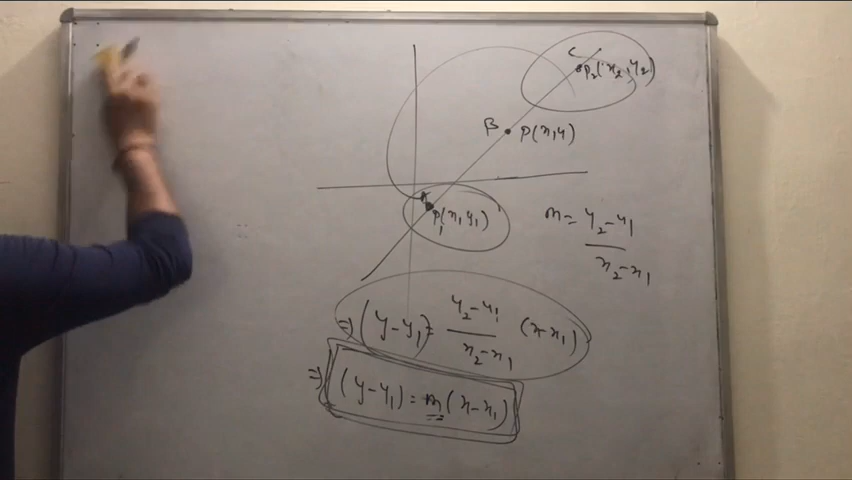 C
P₂(x₂,y₂)
B P(x,y)
A
P₁(x₁,y₁)
m = y₂-y₁
x₂-x₁
=) (y-y₁) = y₂-y₁ (x-x₁)
x₂-x₁
=) (y-y₁) = m(x-x₁)